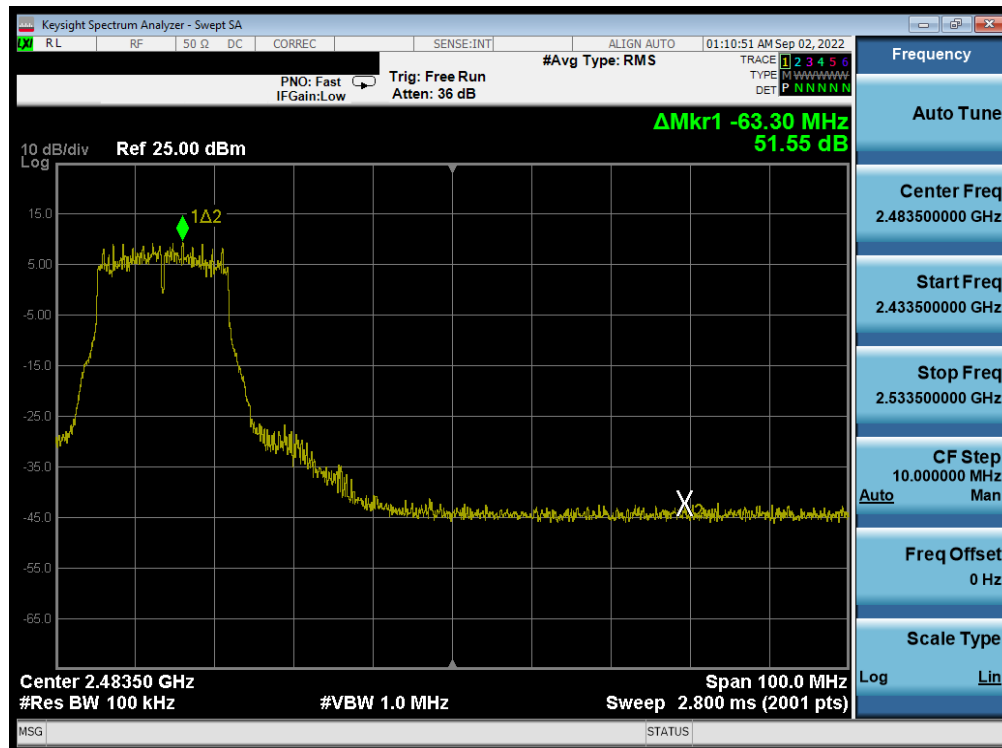 Keysight Spectrum Analyzer - Swept SA
LXI RL RF 50 Ω DC CORREC SENSE:INT ALIGN AUTO 01:10:51 AM Sep 02, 2022
PNO: Fast
IFGain:Low
Trig: Free Run
Atten: 36 dB
#Avg Type: RMS
TRACE 1 2 3 4 5 6
TYPE M WWWWW
DET P N N N N N
ΔMkr1 -63.30 MHz
51.55 dB
10 dB/div
Log
Ref 25.00 dBm
15.0
5.00
-5.00
-15.0
-25.0
-35.0
-45.0
-55.0
-65.0
1Δ2
X2
Center 2.48350 GHz
Span 100.0 MHz
#Res BW 100 kHz
#VBW 1.0 MHz
Sweep 2.800 ms (2001 pts)
MSG
STATUS
Frequency
Auto Tune
Center Freq
2.483500000 GHz
Start Freq
2.433500000 GHz
Stop Freq
2.533500000 GHz
CF Step
10.000000 MHz
Auto Man
Freq Offset
0 Hz
Scale Type
Log Lin